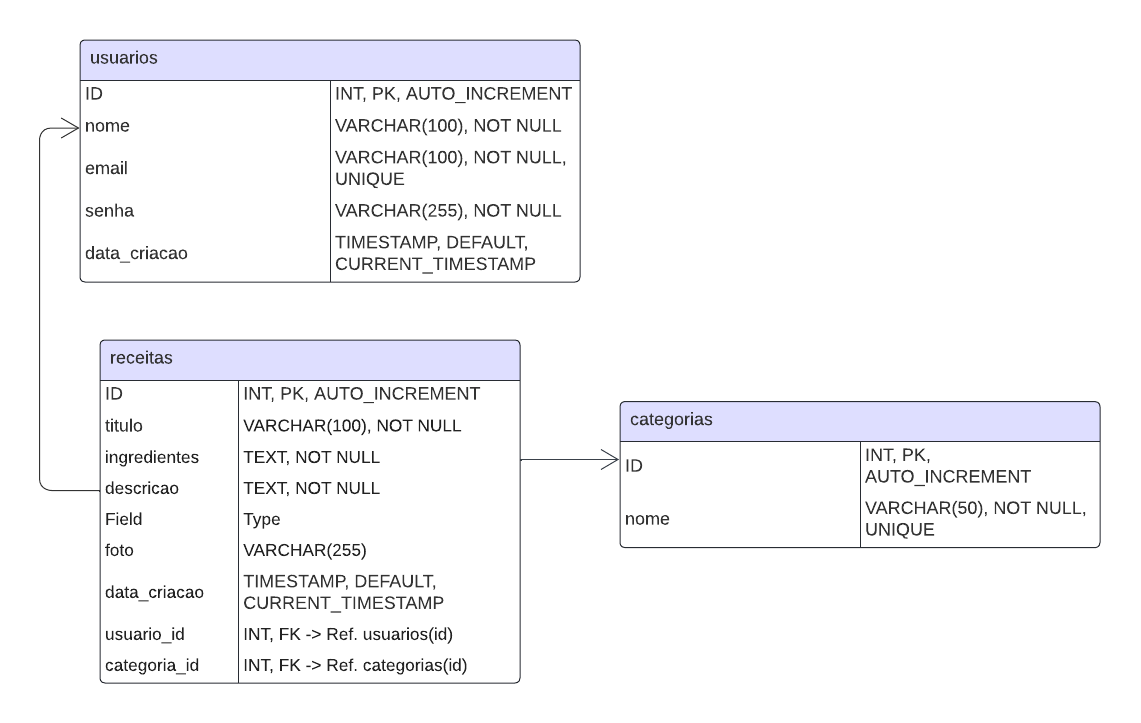 usuarios
ID INT, PK, AUTO_INCREMENT
nome VARCHAR(100), NOT NULL
email VARCHAR(100), NOT NULL,
UNIQUE
senha VARCHAR(255), NOT NULL
data_criacao TIMESTAMP, DEFAULT,
CURRENT_TIMESTAMP
receitas
ID INT, PK, AUTO_INCREMENT
titulo VARCHAR(100), NOT NULL
ingredientes TEXT, NOT NULL
descricao TEXT, NOT NULL
Field Type
foto VARCHAR(255)
data_criacao TIMESTAMP, DEFAULT,
CURRENT_TIMESTAMP
usuario_id INT, FK -> Ref. usuarios(id)
categoria_id INT, FK -> Ref. categorias(id)
categorias
ID INT, PK,
AUTO_INCREMENT
nome VARCHAR(50), NOT NULL,
UNIQUE